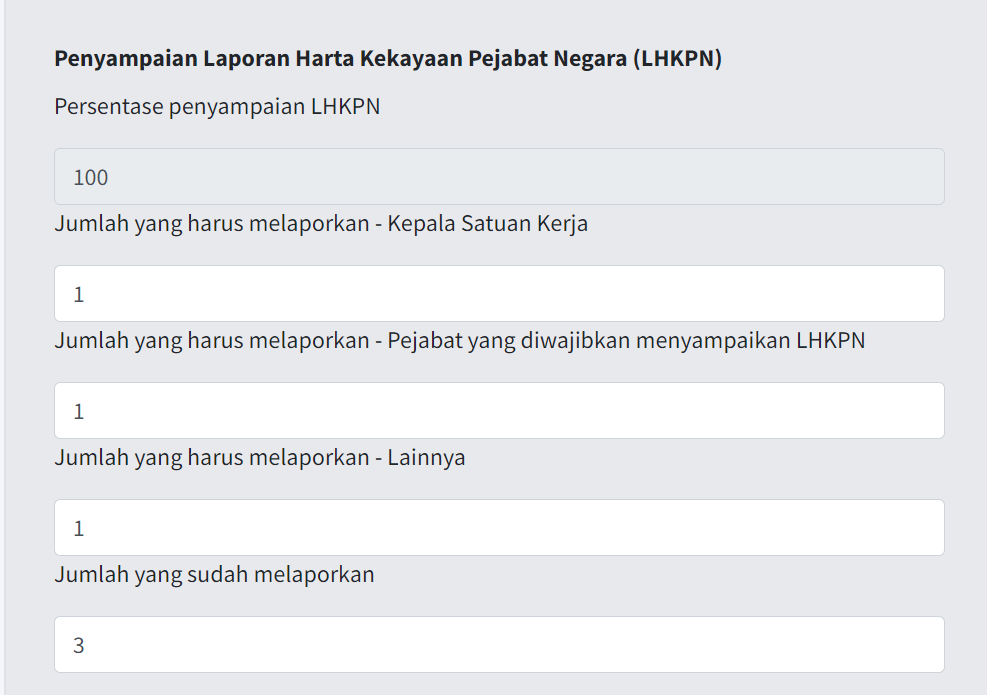 Penyampaian Laporan Harta Kekayaan Pejabat Negara (LHKPN)
Persentase penyampaian LHKPN
100
Jumlah yang harus melaporkan - Kepala Satuan Kerja
1
Jumlah yang harus melaporkan - Pejabat yang diwajibkan menyampaikan LHKPN
1
Jumlah yang harus melaporkan - Lainnya
1
Jumlah yang sudah melaporkan
3